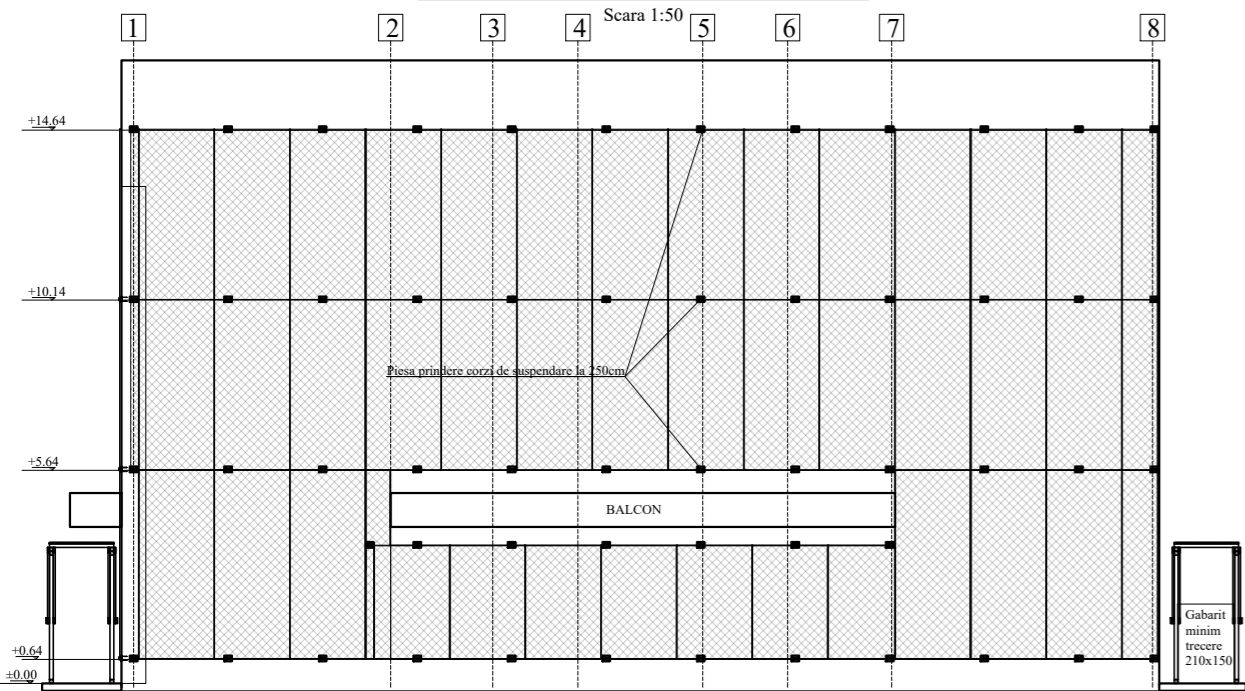 Scara 1:50
1 2 3 4 5 6 7 8
+14.64
+10.14
Piesa prindere corzi de suspendare la 250cm
+5.64
BALCON
Gabarit
minim
trecere
210x150
+0.64
±0.00